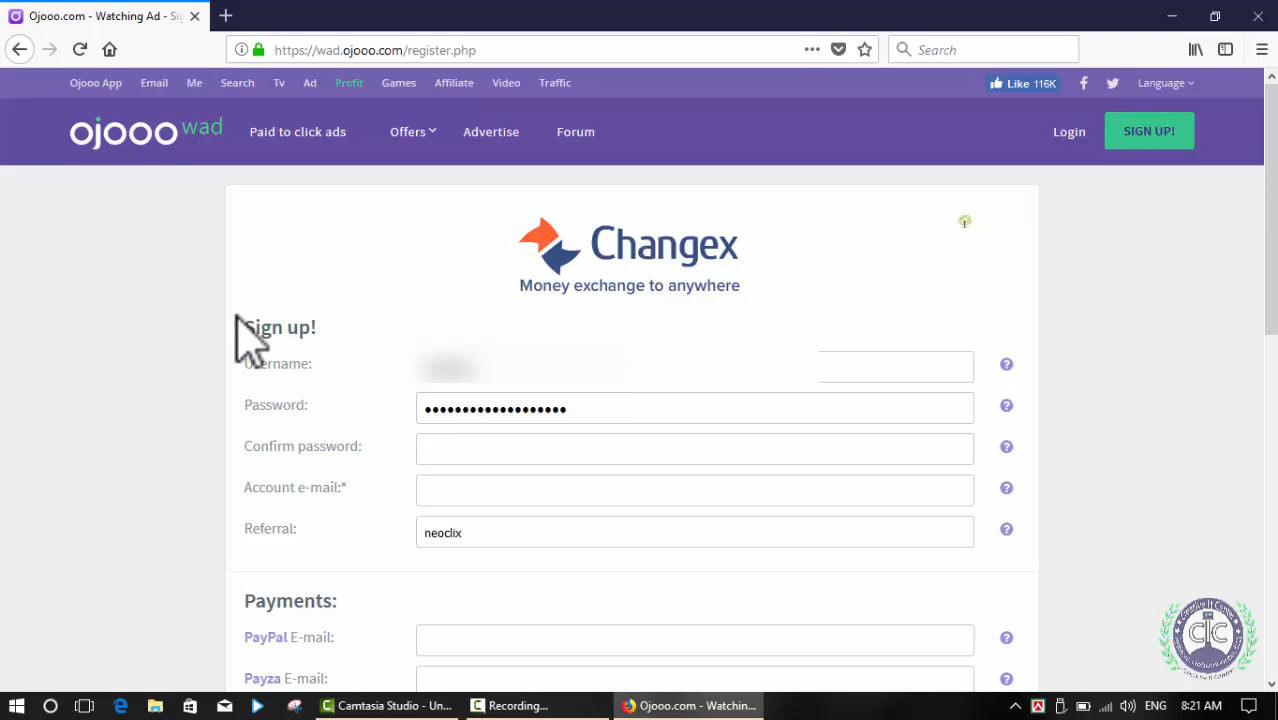 Ojooo.com - Watching Ad - Sig
https://wad.ojooo.com/register.php
Search
Ojooo App Email Me Search Tv Ad Profit Games Affiliate Video Traffic Like 116K Language
ojooo wad Paid to click ads Offers Advertise Forum Login SIGN UP!
Changex
Money exchange to anywhere
Sign up!
Username:
Password: •••••••••••••••••••
Confirm password:
Account e-mail:*
Referral: neoclix
Payments:
PayPal E-mail:
Payza E-mail:
CIC
Camtasia Studio - Un... Recording... Ojooo.com - Watchin... 8:21 AM